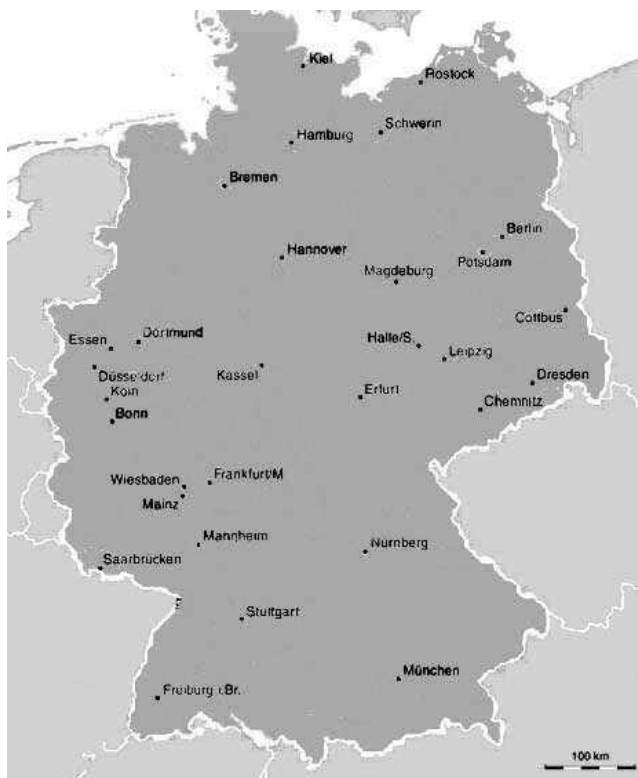 Kiel
Rostock
Schwerin
Hamburg
Bremen
Berlin
Hannover
Potsdam
Magdeburg
Cottbus
Dortmund
Essen
Halle/S.
Leipzig
Düsseldorf
Kassel
Dresden
Köln
Erfurt
Chemnitz
Bonn
Wiesbaden
Frankfurt/M
Mainz
Mannheim
Nürnberg
Saarbrücken
Stuttgart
München
Freiburg i.Br.
100 km